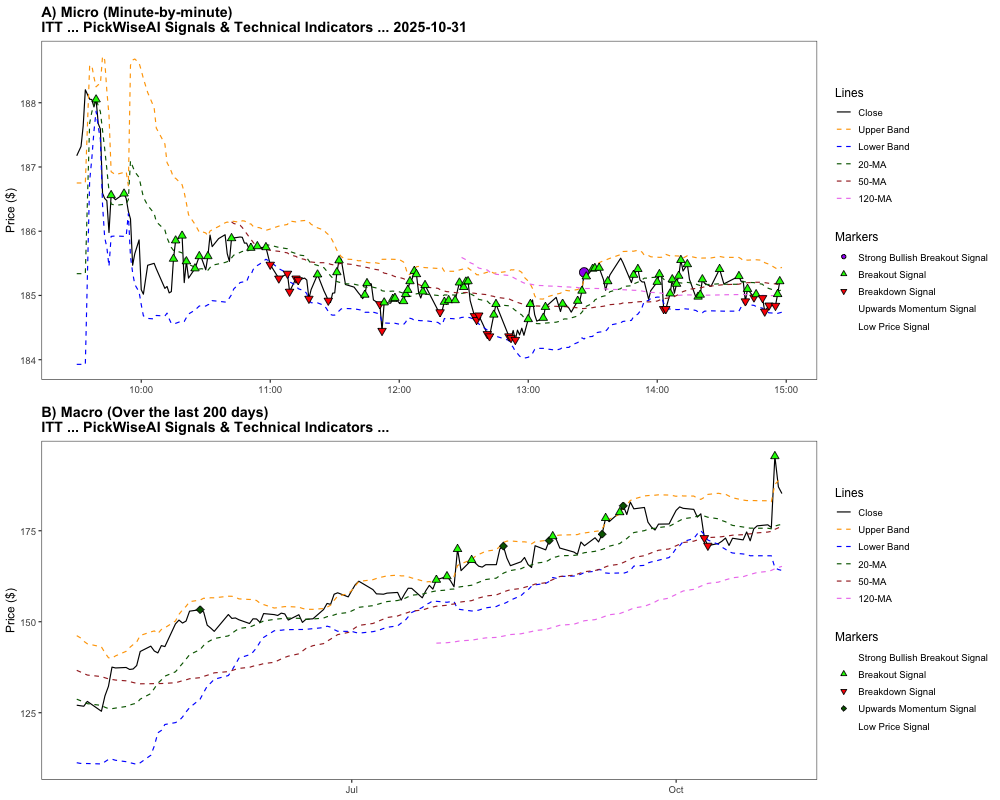 A) Micro (Minute-by-minute)
ITT ... PickWiseAI Signals & Technical Indicators ... 2025-10-31
Price ($)
188
187
186
185
184
10:00
11:00
12:00
13:00
14:00
15:00
Lines
Close
Upper Band
Lower Band
20-MA
50-MA
120-MA
Markers
Strong Bullish Breakout Signal
Breakout Signal
Breakdown Signal
Upwards Momentum Signal
Low Price Signal
B) Macro (Over the last 200 days)
ITT ... PickWiseAI Signals & Technical Indicators ...
Price ($)
175
150
125
Jul
Oct
Lines
Close
Upper Band
Lower Band
20-MA
50-MA
120-MA
Markers
Strong Bullish Breakout Signal
Breakout Signal
Breakdown Signal
Upwards Momentum Signal
Low Price Signal